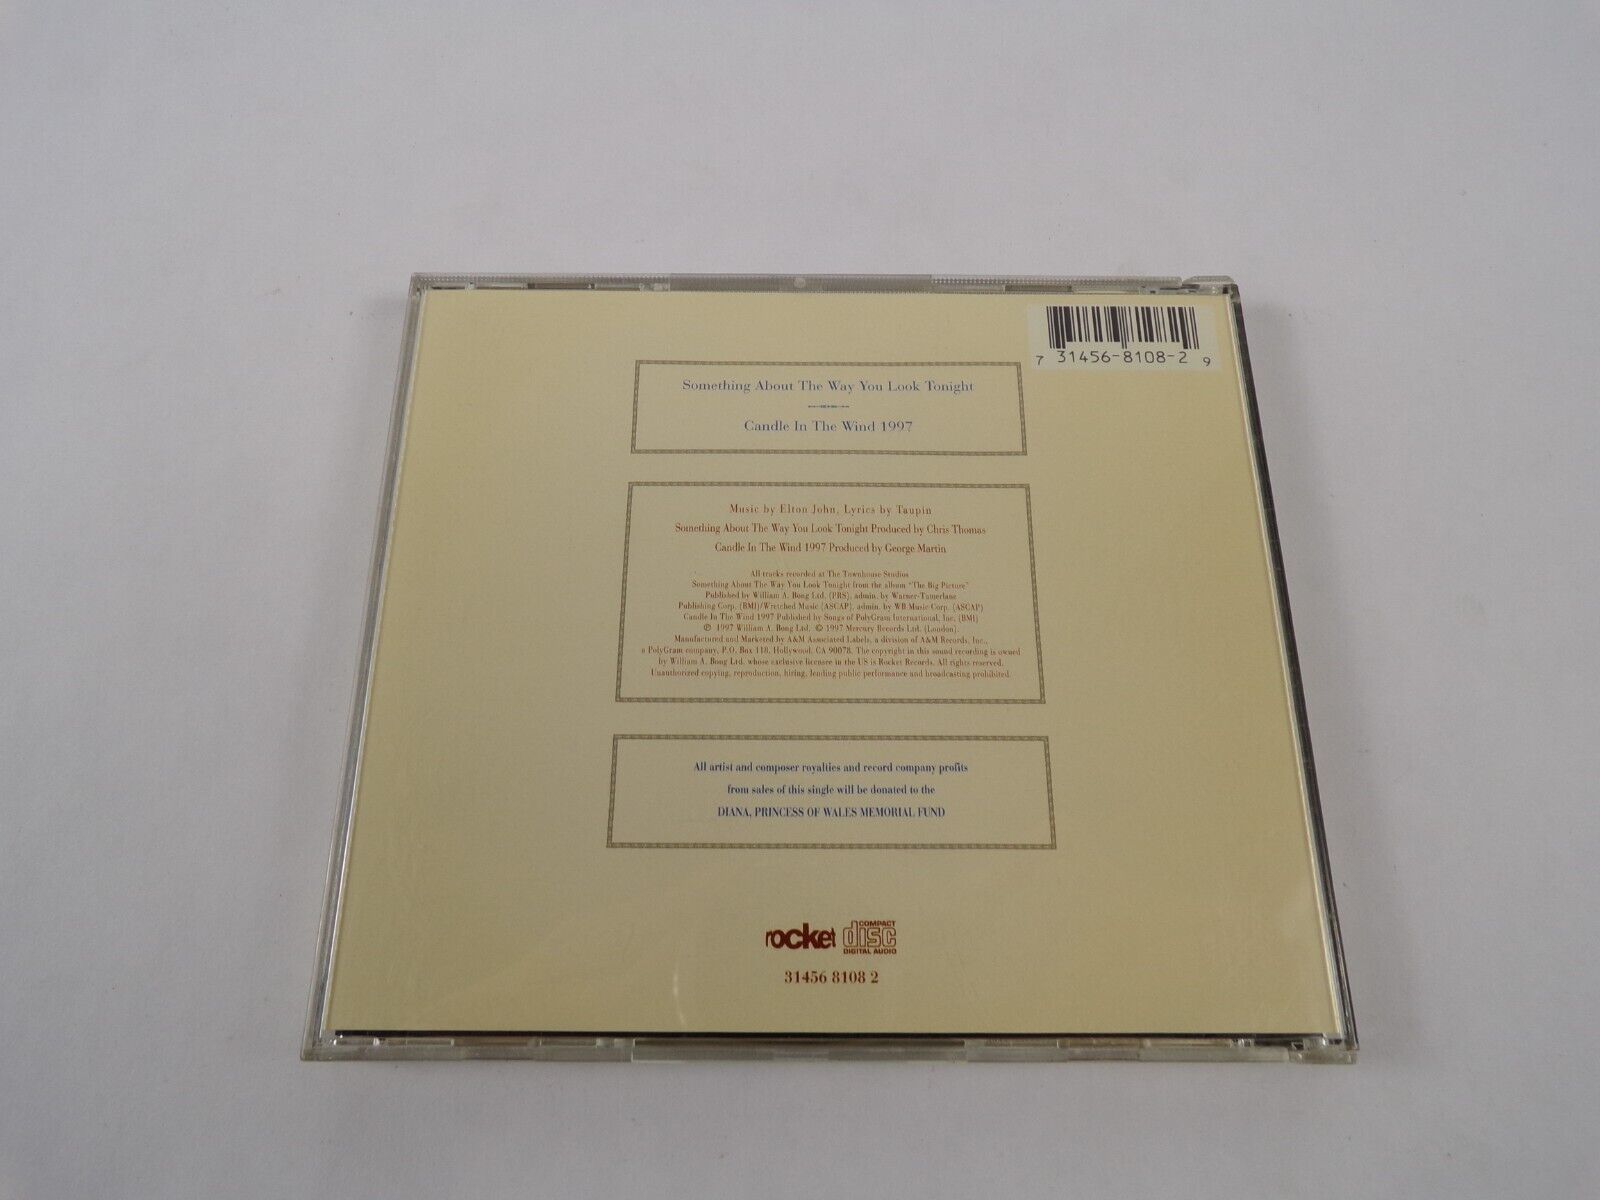 7 31456-8108-2 9
Something About The Way You Look Tonight
Candle In The Wind 1997
Music by Elton John, Lyrics by Taupin
Something About The Way You Look Tonight Produced by Chris Thomas
Candle In The Wind 1997 Produced by George Martin
All tracks recorded at The Townhouse Studios
Something About The Way You Look Tonight from the album "The Big Picture"
Published by William A. Bong Ltd. (PRS), admin. by Warner-Tamerlane
Publishing Corp. (BMI)/Wretched Music (ASCAP), admin. by WB Music Corp. (ASCAP)
Candle In The Wind 1997 Published by Songs of PolyGram International, Inc. (BMI)
℗ 1997 William A. Bong Ltd. © 1997 Mercury Records Ltd. (London).
Manufactured and Marketed by A&M Associated Labels, a division of A&M Records, Inc.,
a PolyGram company, P.O. Box 118, Hollywood, CA 90078. The copyright in this sound recording is owned
by William A. Bong Ltd. whose exclusive licensee in the US is Rocket Records. All rights reserved.
Unauthorized copying, reproduction, hiring, lending public performance and broadcasting prohibited.
All artist and composer royalties and record company profits
from sales of this single will be donated to the
DIANA, PRINCESS OF WALES MEMORIAL FUND
rocket COMPACT disc DIGITAL AUDIO
31456 8108 2